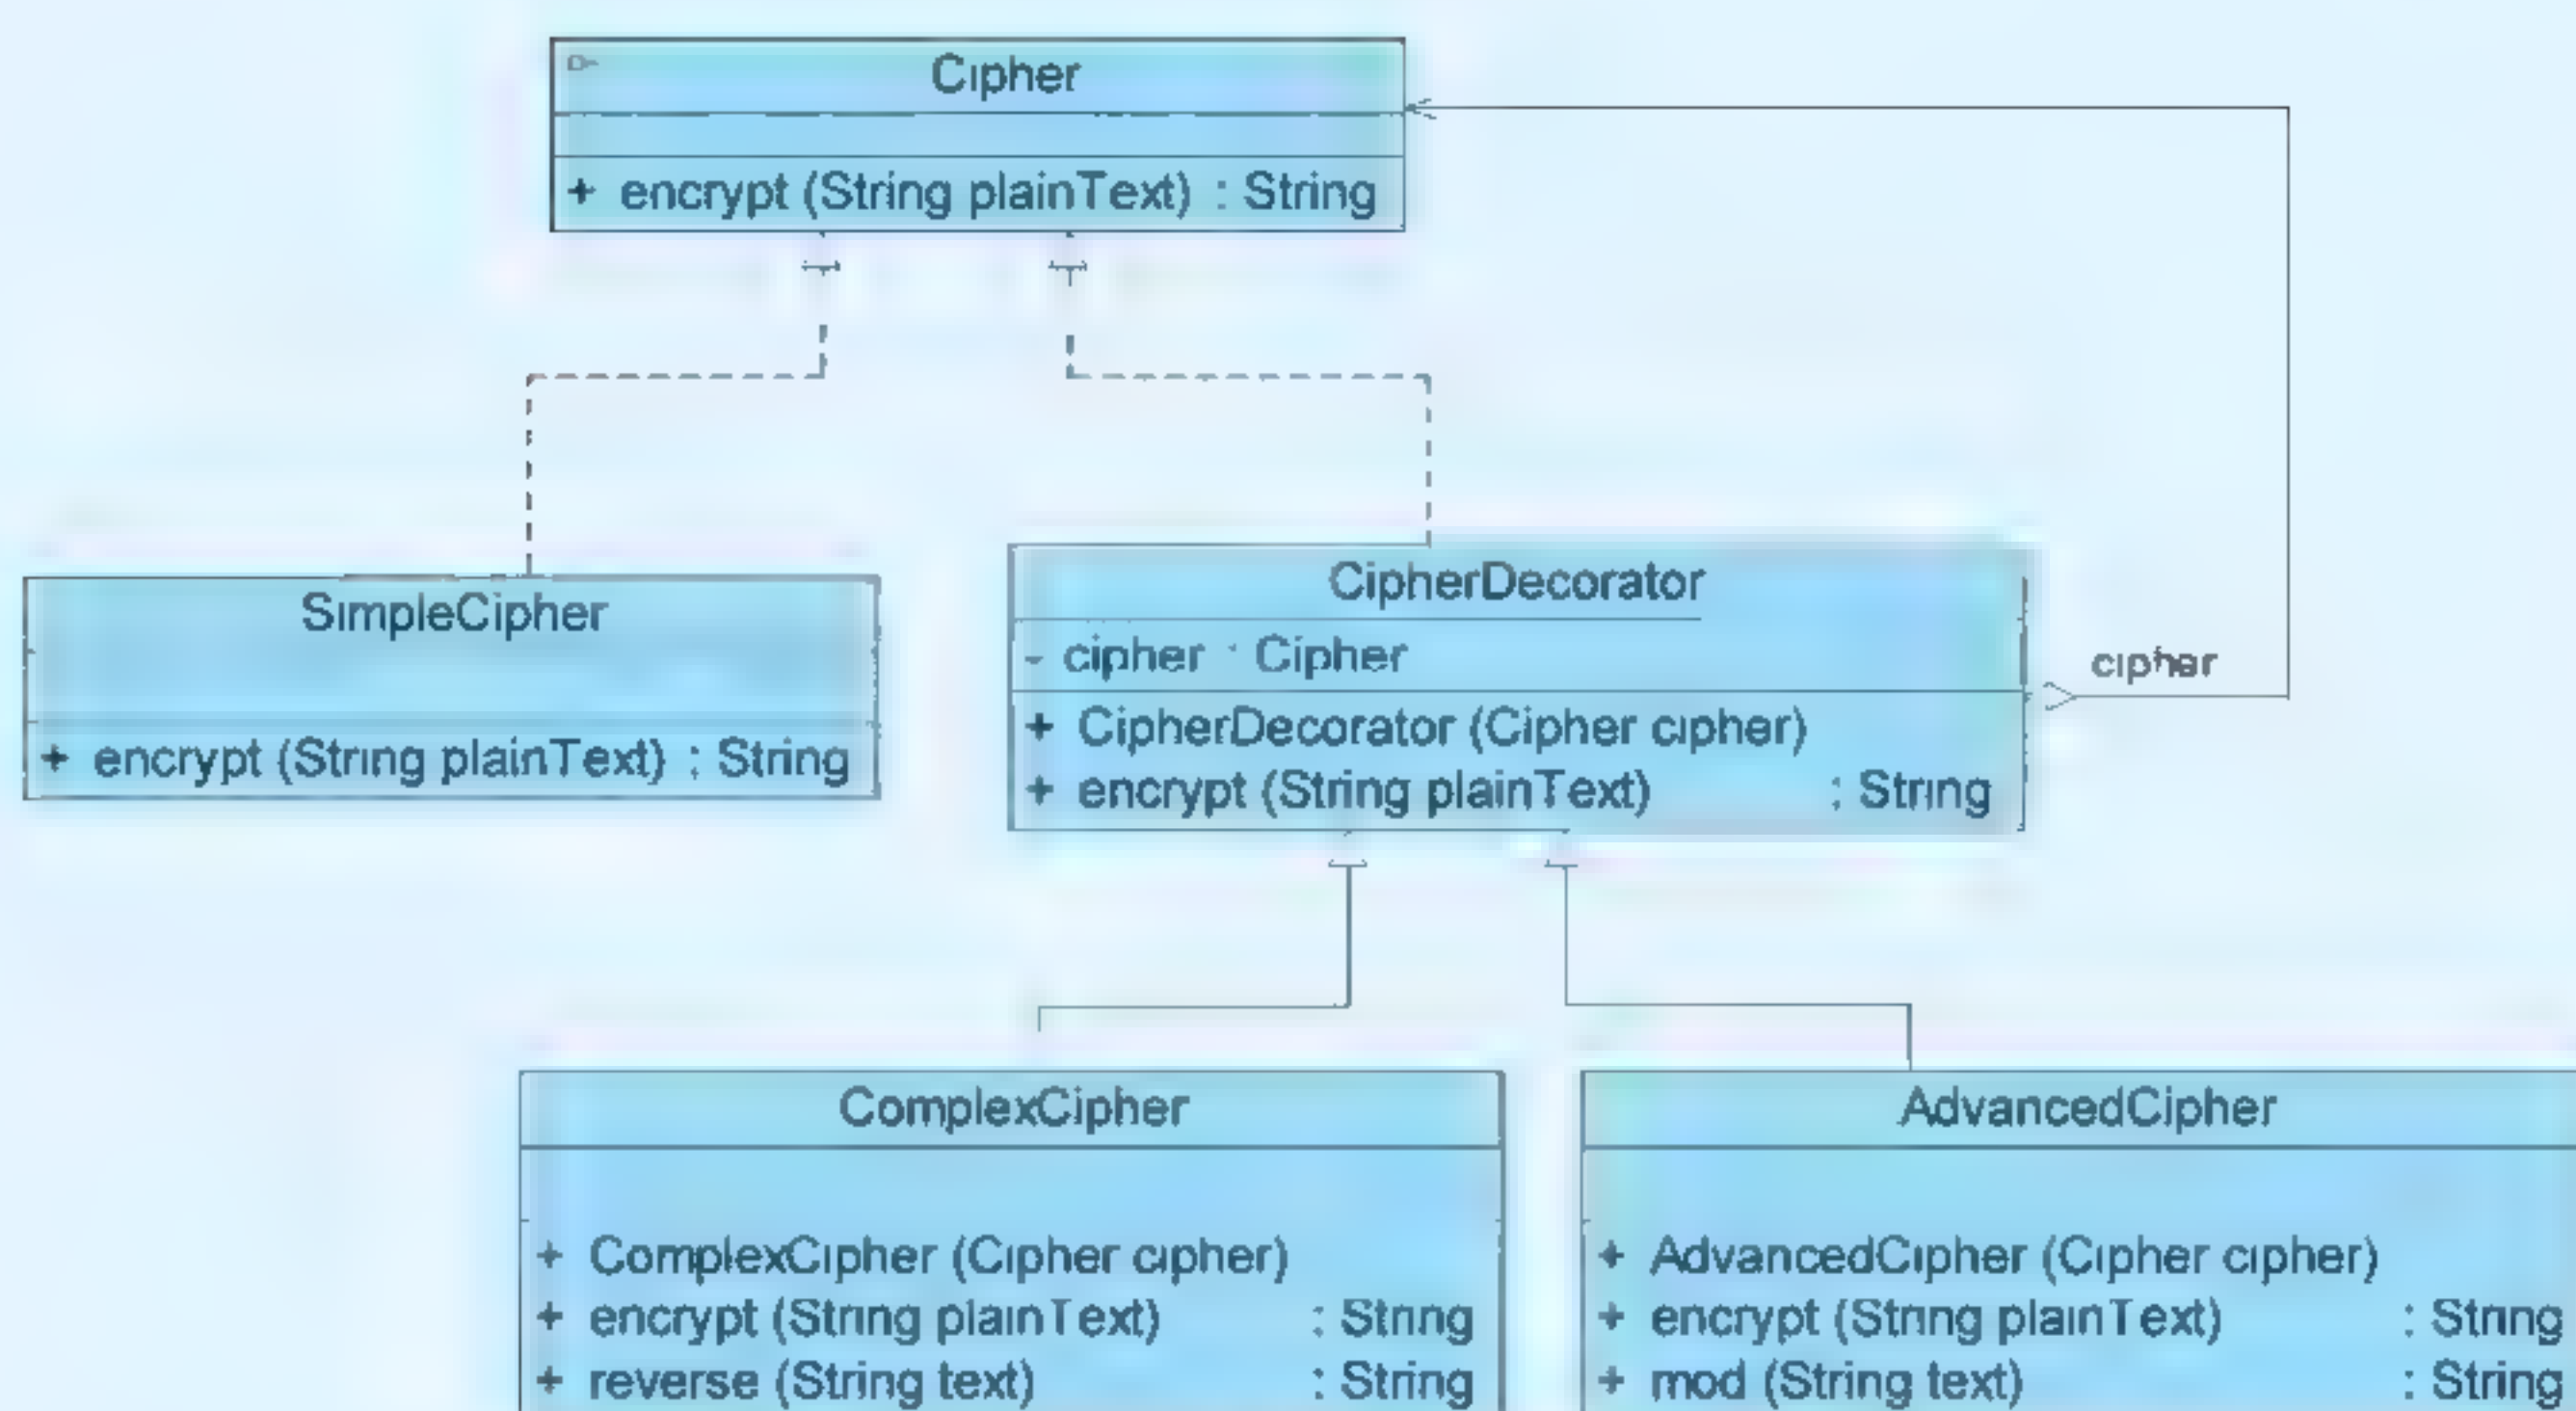 Cipher
+ encrypt (String plainText) : String
SimpleCipher
+ encrypt (String plainText) : String
CipherDecorator
- cipher : Cipher
+ CipherDecorator (Cipher cipher)
+ encrypt (String plainText) : String
cipher
ComplexCipher
+ ComplexCipher (Cipher cipher)
+ encrypt (String plainText) : String
+ reverse (String text) : String
AdvancedCipher
+ AdvancedCipher (Cipher cipher)
+ encrypt (String plainText) : String
+ mod (String text) : String